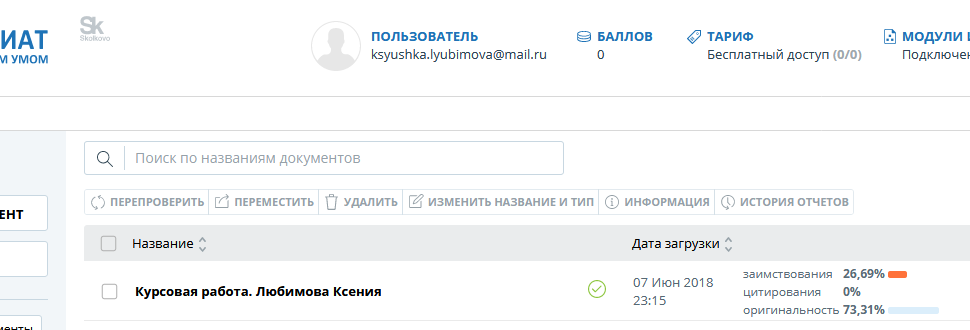 ИАТ
М УМОМ
Sk
Skolkovo
ПОЛЬЗОВАТЕЛЬ
ksyushka.lyubimova@mail.ru
БАЛЛОВ
0
ТАРИФ
Бесплатный доступ (0/0)
МОДУЛИ
Подключен
Поиск по названиям документов
ЕНТ
ПЕРЕПРОВЕРИТЬ
ПЕРЕМЕСТИТЬ
УДАЛИТЬ
ИЗМЕНИТЬ НАЗВАНИЕ И ТИП
ИНФОРМАЦИЯ
ИСТОРИЯ ОТЧЕТОВ
Название
Дата загрузки
Курсовая работа. Любимова Ксения
07 Июн 2018
23:15
заимствования 26,69%
цитирования 0%
оригинальность 73,31%